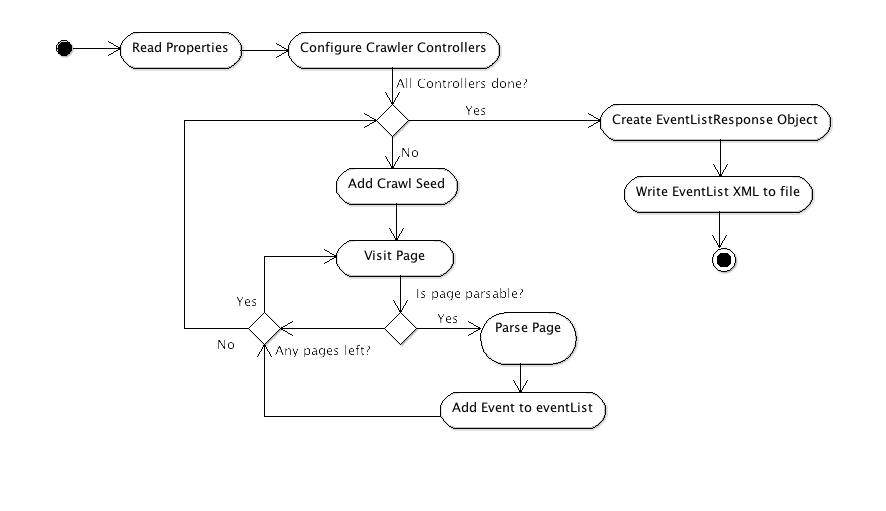 Read Properties
Configure Crawler Controllers
All Controllers done?
Yes
Create EventListResponse Object
No
Add Crawl Seed
Write EventList XML to file
Visit Page
Is page parsable?
Yes
Yes
Parse Page
No
Any pages left?
Add Event to eventList